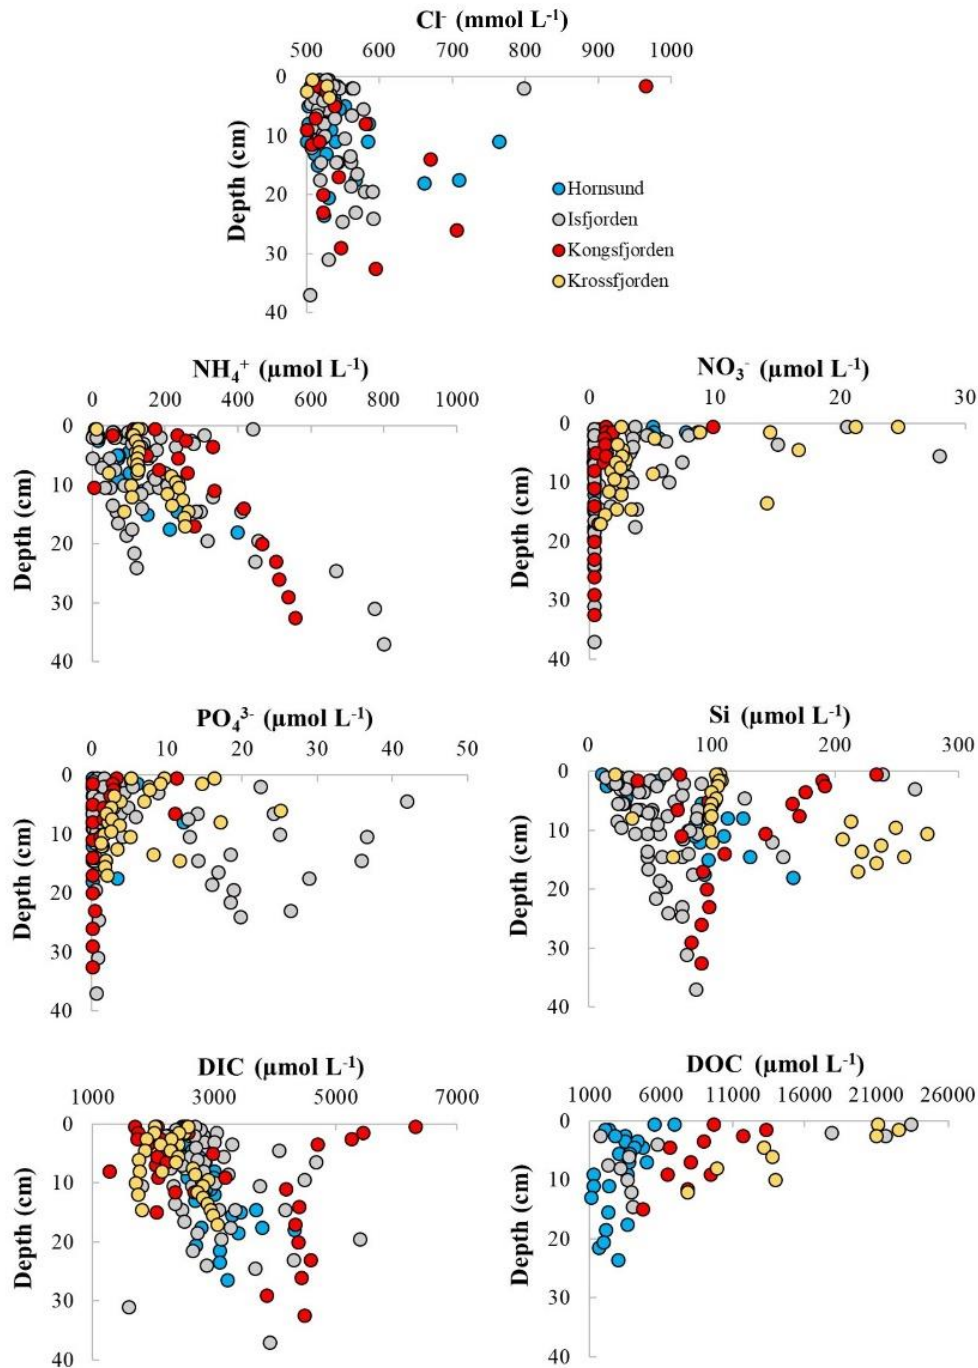 Cl⁻ (mmol L⁻¹)
500 600 700 800 900 1000
0
10
20
30
40
Depth (cm)
Hornsund
Isfjorden
Kongsfjorden
Krossfjorden
NH₄⁺ (µmol L⁻¹)
0 200 400 600 800 1000
0
10
20
30
40
Depth (cm)
NO₃⁻ (µmol L⁻¹)
0 10 20 30
0
10
20
30
40
Depth (cm)
PO₄³⁻ (µmol L⁻¹)
0 10 20 30 40 50
0
10
20
30
40
Depth (cm)
Si (µmol L⁻¹)
0 100 200 300
0
10
20
30
40
Depth (cm)
DIC (µmol L⁻¹)
1000 3000 5000 7000
0
10
20
30
40
Depth (cm)
DOC (µmol L⁻¹)
1000 6000 11000 16000 21000 26000
0
10
20
30
40
Depth (cm)